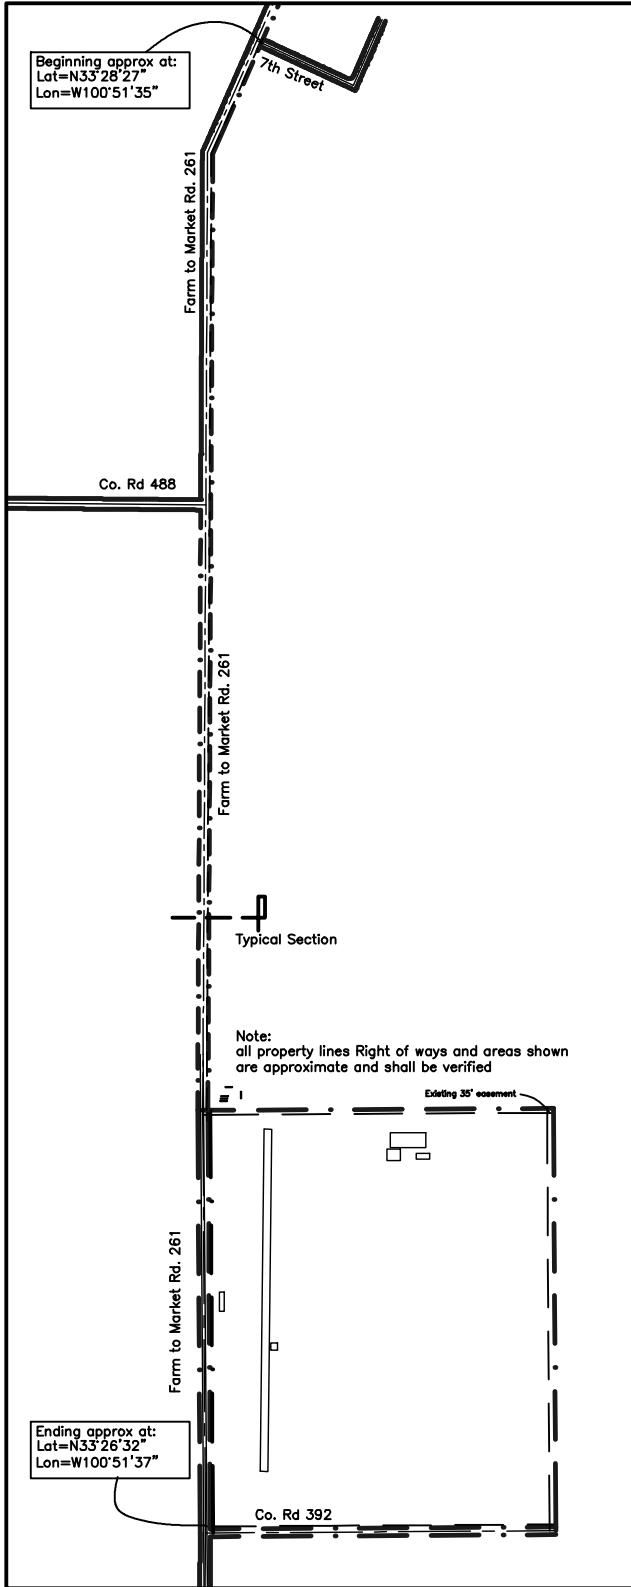 Beginning approx at:
Lat=N33°28'27"
Lon=W100°51'35"
7th Street
Farm to Market Rd. 261
Co. Rd 488
Farm to Market Rd. 261
Typical Section
Note:
all property lines Right of ways and areas shown
are approximate and shall be verified
Existing 35' easement
Farm to Market Rd. 261
Ending approx at:
Lat=N33°26'32"
Lon=W100°51'37"
Co. Rd 392